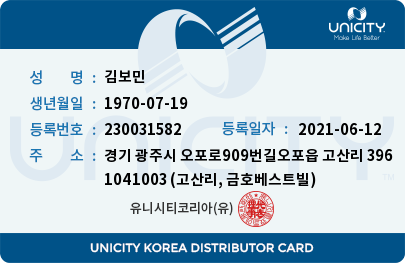 UNICITY
Make Life Better
성 명 : 김보민
생년월일 : 1970-07-19
등록번호 : 230031582 등록일자 : 2021-06-12
주 소 : 경기 광주시 오포로909번길오포읍 고산리 396
1041003 (고산리, 금호베스트빌)
유니시티코리아(유)
UNICITY
UNICITY KOREA DISTRIBUTOR CARD